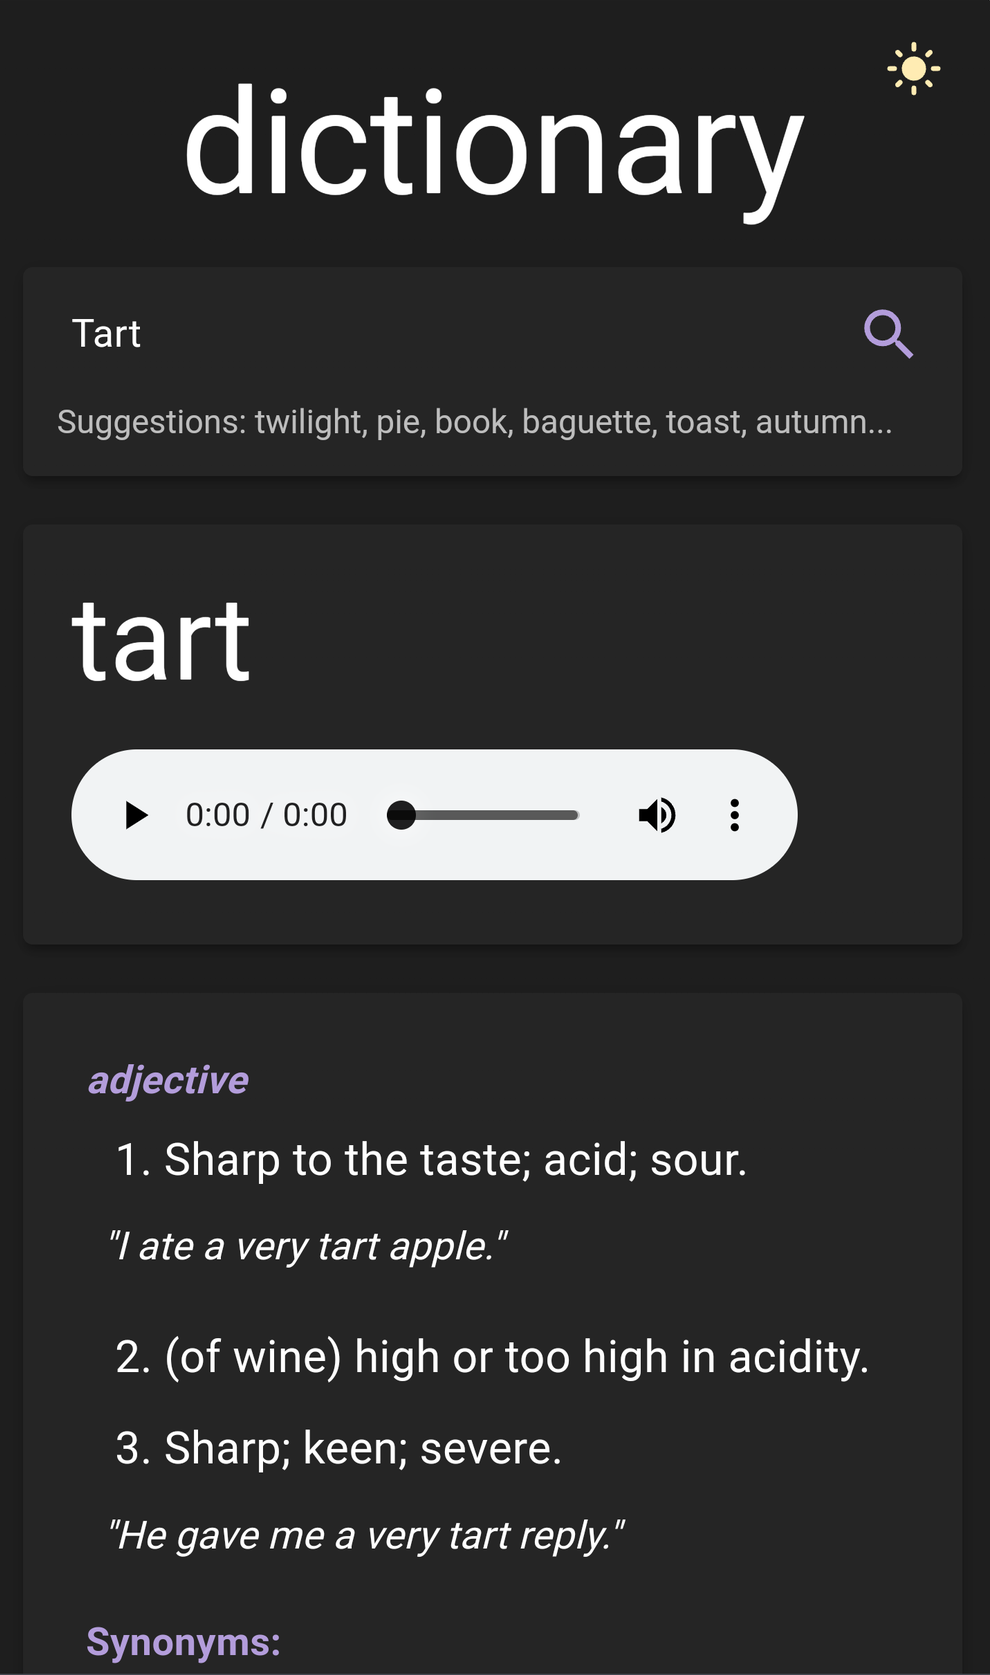 dictionary
Tart
Suggestions: twilight, pie, book, baguette, toast, autumn...
tart
0:00 / 0:00
adjective
1. Sharp to the taste; acid; sour.
"I ate a very tart apple."
2. (of wine) high or too high in acidity.
3. Sharp; keen; severe.
"He gave me a very tart reply."
Synonyms: